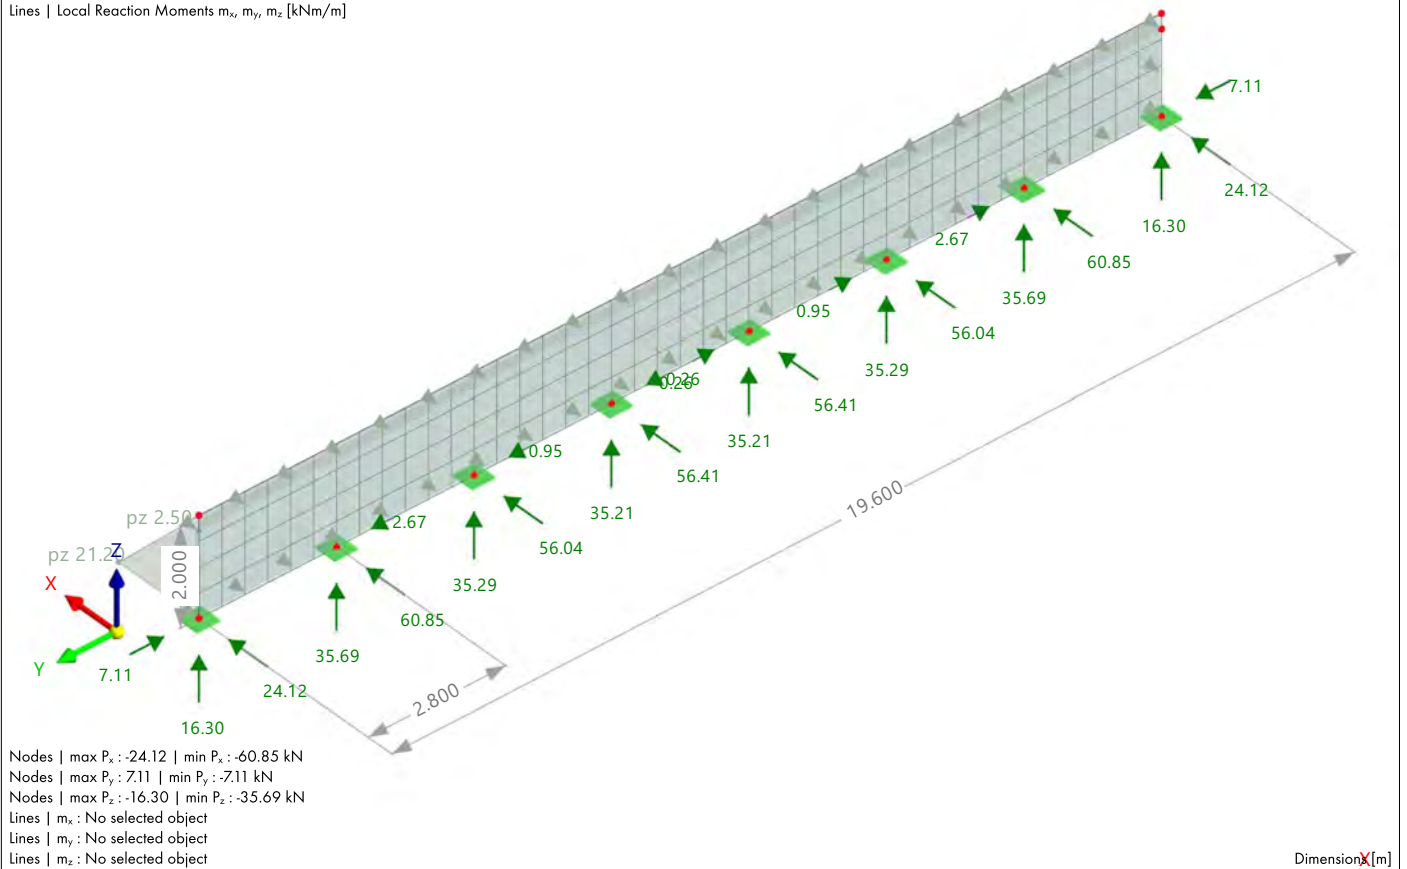 Lines | Local Reaction Moments mx, my, mz [kNm/m]
7.11
24.12
16.30
2.67
60.85
35.69
0.95
56.04
35.29
0.26
0.26
56.41
35.21
0.95
56.41
19.600
35.21
pz 2.50
2.67
56.04
pz 21.20
Z
2.000
35.29
X
60.85
Y
35.69
7.11
24.12
2.800
16.30
Nodes | max Px : -24.12 | min Px : -60.85 kN
Nodes | max Py : 7.11 | min Py : -7.11 kN
Nodes | max Pz : -16.30 | min Pz : -35.69 kN
Lines | mx : No selected object
Lines | my : No selected object
Lines | mz : No selected object
Dimensions [m]
X